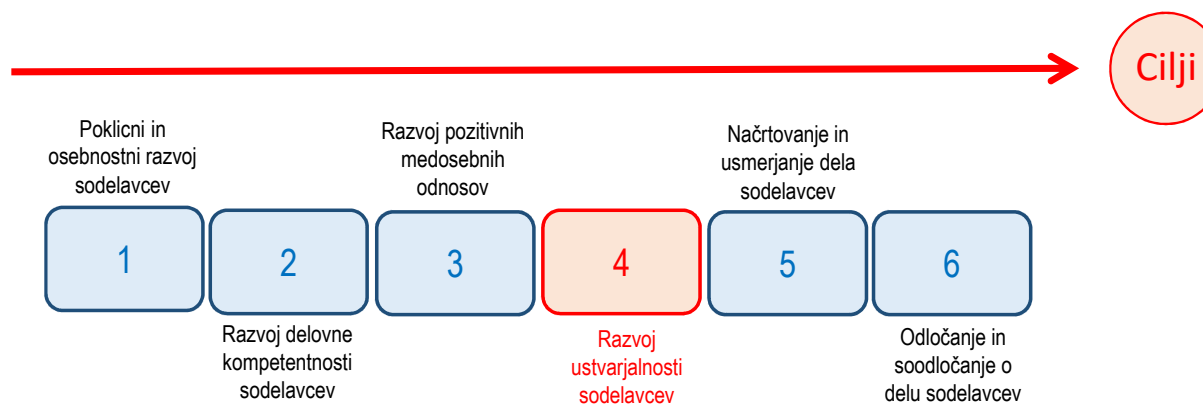 Cilji
Poklicni in
osebnostni razvoj
sodelavcev
Razvoj pozitivnih
medosebnih
odnosov
Načrtovanje in
usmerjanje dela
sodelavcev
1
2
3
4
5
6
Razvoj delovne
kompetentnosti
sodelavcev
Razvoj
ustvarjalnosti
sodelavcev
Odločanje in
soodločanje o
delu sodelavcev